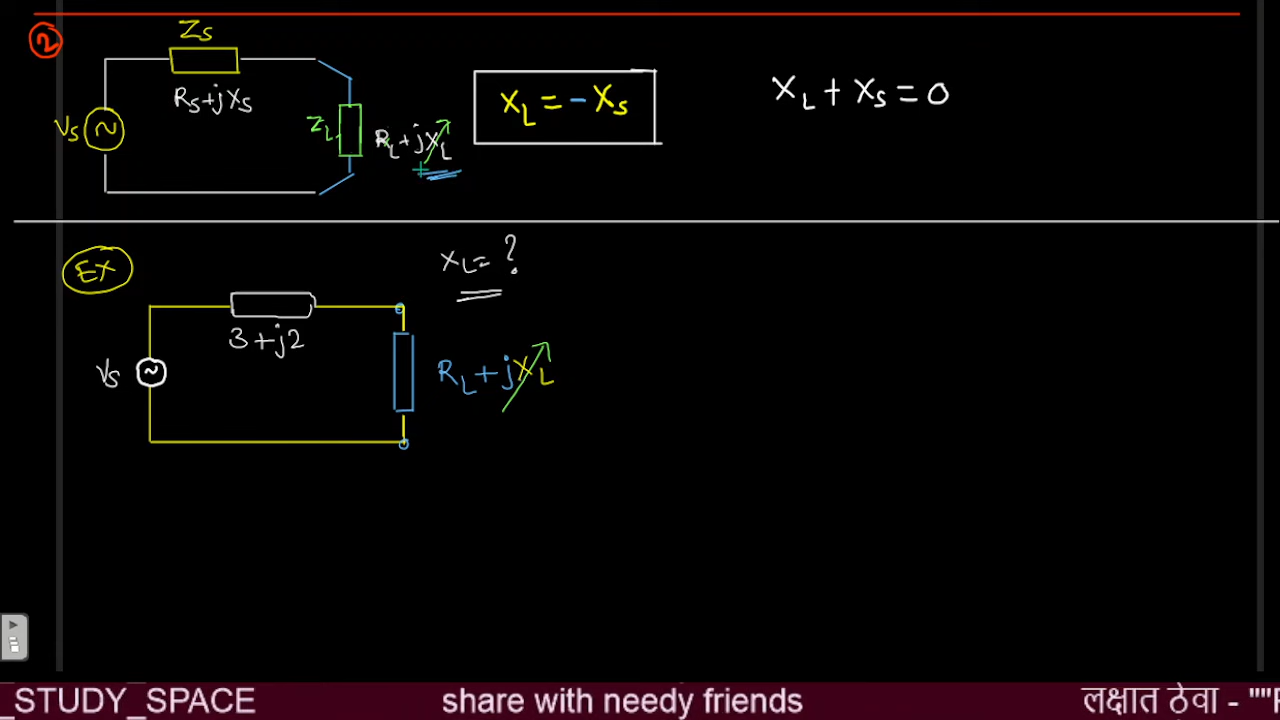 2
Zs
Rs+jXs
Vs
ZL
RL+jXL
XL=-Xs
XL+Xs=0
EX
XL=?
3+j2
Vs
RL+jXL
_STUDY_SPACE share with needy friends लक्षात ठेवा - ""F